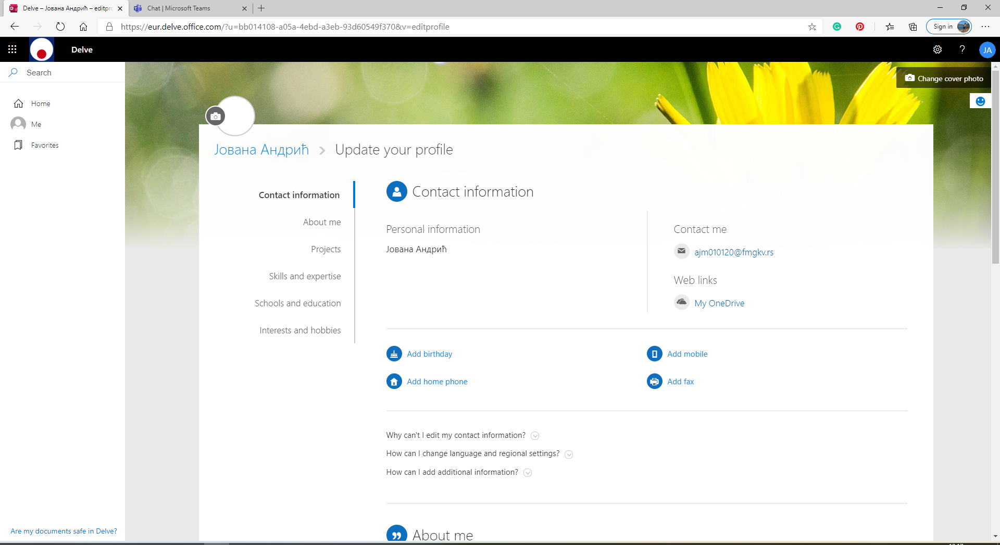 Delve – Јована Андрић – editpro
Chat | Microsoft Teams
https://eur.delve.office.com/?u=bb014108-a05a-4ebd-a3eb-93d60549f370&v=editprofile
Sign in
Delve
JA
Search
Change cover photo
Home
Me
Favorites
Јована Андрић
Update your profile
Contact information
About me
Projects
Skills and expertise
Schools and education
Interests and hobbies
Contact information
Personal information
Јована Андрић
Contact me
ajm010120@fmgkv.rs
Web links
My OneDrive
Add birthday
Add mobile
Add home phone
Add fax
Why can't I edit my contact information?
How can I change language and regional settings?
How can I add additional information?
About me
Are my documents safe in Delve?